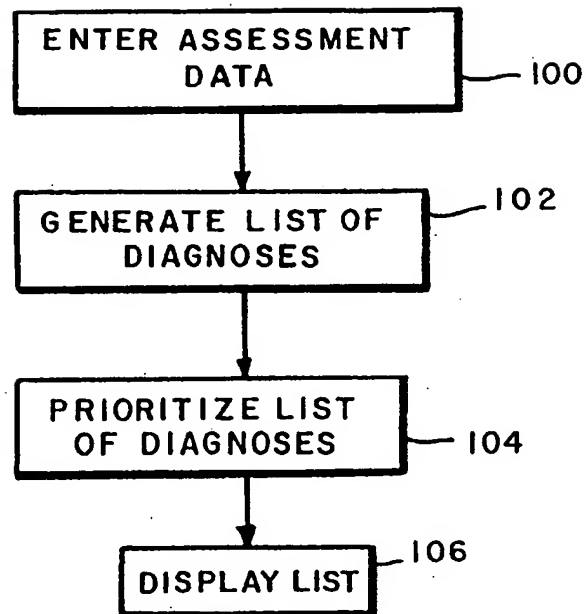 ENTER ASSESSMENT
DATA
100
GENERATE LIST OF
DIAGNOSES
102
PRIORITIZE LIST
OF DIAGNOSES
104
DISPLAY LIST
106